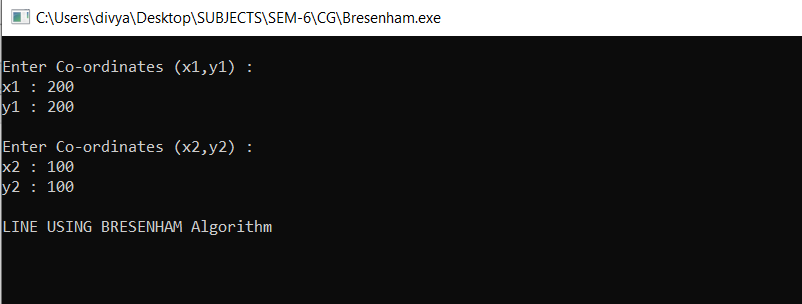 C:\Users\divya\Desktop\SUBJECTS\SEM-6\CG\Bresenham.exe
Enter Co-ordinates (x1,y1) :
x1 : 200
y1 : 200
Enter Co-ordinates (x2,y2) :
x2 : 100
y2 : 100
LINE USING BRESENHAM Algorithm